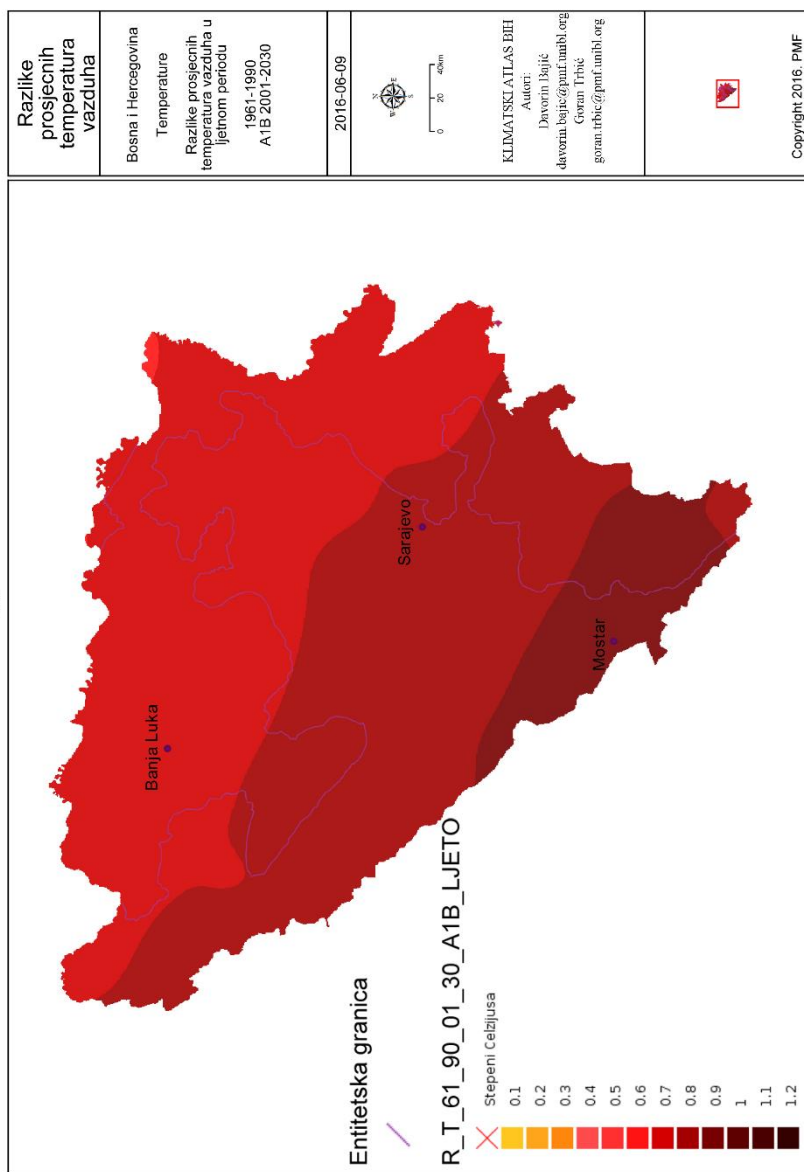 Razlike
prosjecnih
temperatura
vazduha
Bosna i Hercegovina
Temperature
Razlike prosjecnih
temperatura vazduha u
ljetnom periodu
1961-1990
A1B 2001-2030
2016-06-09
N
W
E
S
0 20 40km
KLIMATSKI ATLAS BIH
Autori:
Davorin Bajić
davorin.bajic@pmf.unibl.org
Goran Trbić
goran.trbic@pmf.unibl.org
Copyright 2016. PMF
Banja Luka
Sarajevo
Mostar
Entitetska granica
R_T_61_90_01_30_A1B_LJETO
Stepeni Celzijusa
0.1
0.2
0.3
0.4
0.5
0.6
0.7
0.8
0.9
1
1.1
1.2